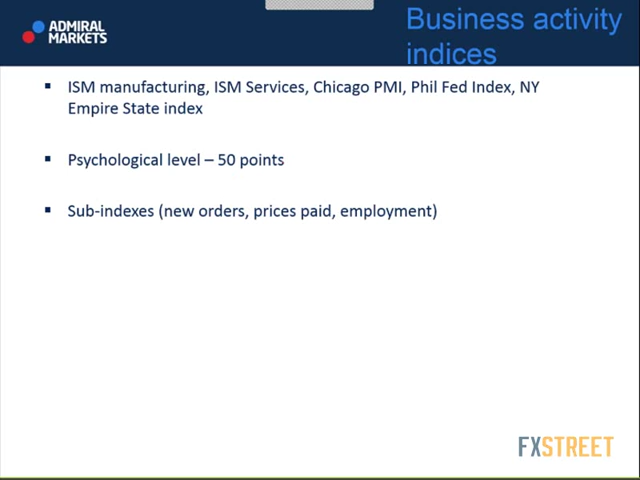 ADMIRAL
MARKETS
Business activity
indices
▪ ISM manufacturing, ISM Services, Chicago PMI, Phil Fed Index, NY
Empire State index
▪ Psychological level – 50 points
▪ Sub-indexes (new orders, prices paid, employment)
FXSTREET